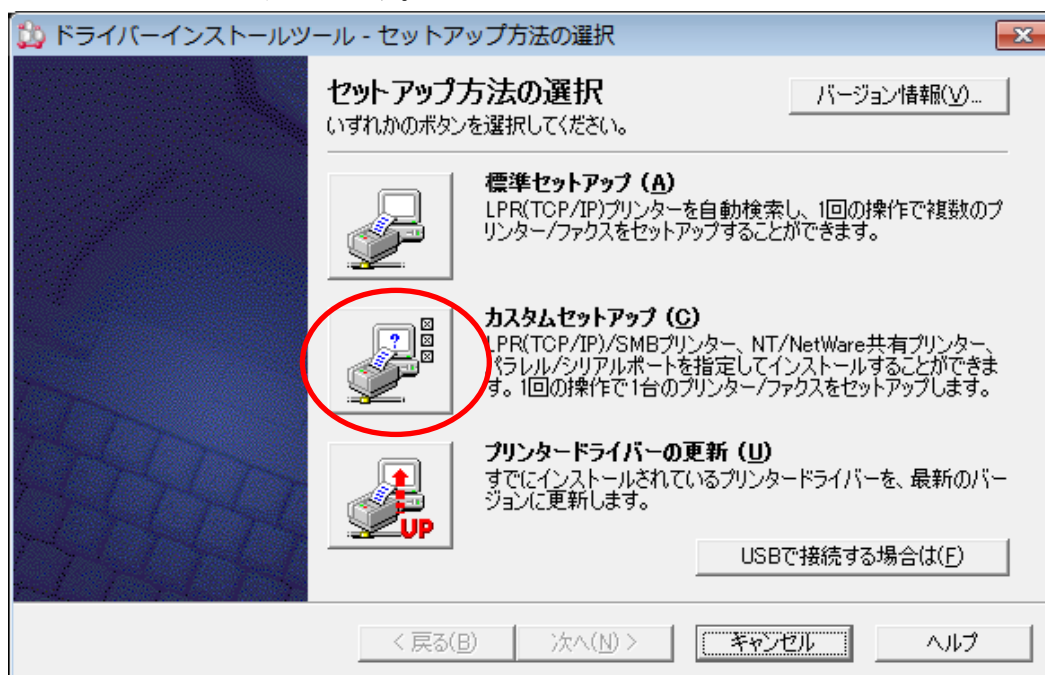 ドライバーインストールツール - セットアップ方法の選択
セットアップ方法の選択
バージョン情報(V)...
いずれかのボタンを選択してください。
標準セットアップ (A)
LPR(TCP/IP)プリンターを自動検索し、1回の操作で複数のプ
リンター/ファクスをセットアップすることができます。
カスタムセットアップ (C)
LPR(TCP/IP)/SMBプリンター、NT/NetWare共有プリンター、
パラレル/シリアルポートを指定してインストールすることができま
す。1回の操作で1台のプリンター/ファクスをセットアップします。
プリンタードライバーの更新 (U)
すでにインストールされているプリンタードライバーを、最新のバー
ジョンに更新します。
UP
USBで接続する場合は(F)
< 戻る(B)
次へ(N) >
キャンセル
ヘルプ